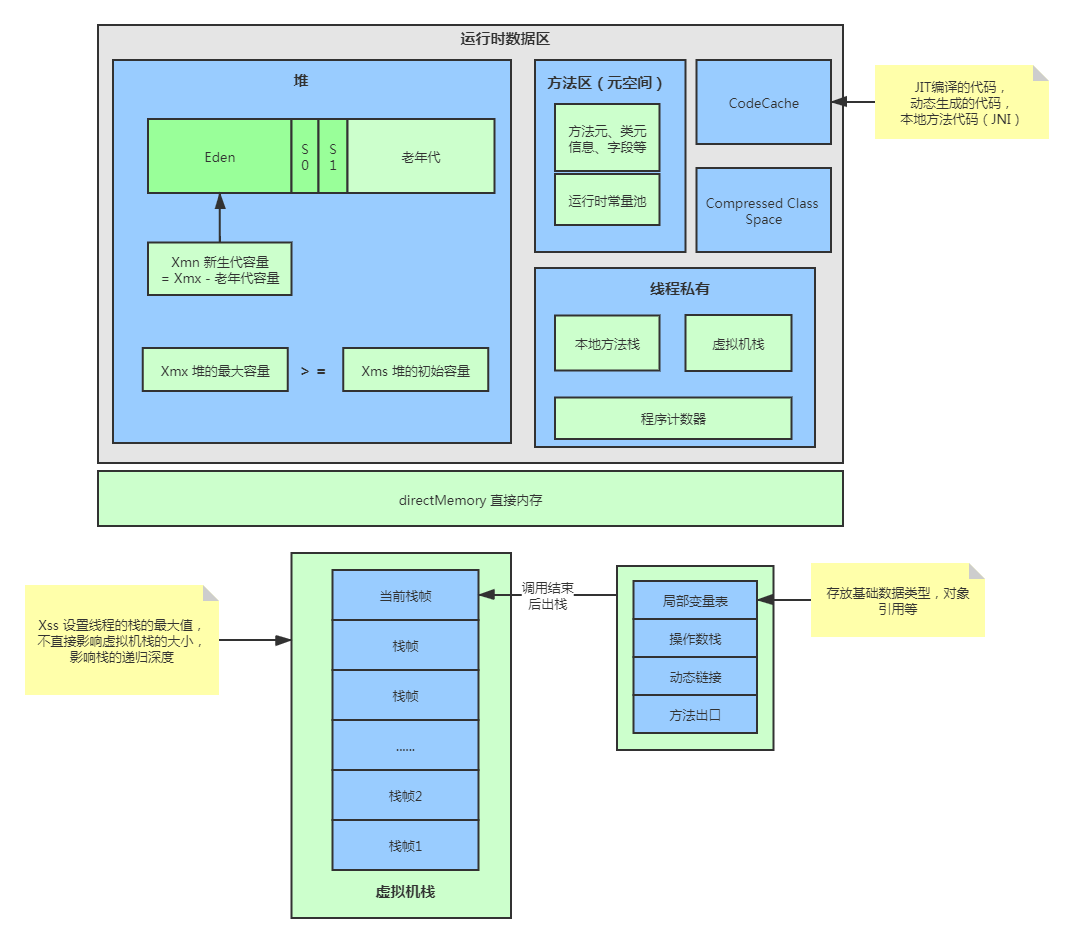 运行时数据区
堆
Eden
S
0
S
1
老年代
Xmn 新生代容量
= Xmx - 老年代容量
Xmx 堆的最大容量
> =
Xms 堆的初始容量
方法区（元空间）
方法元、类元
信息、字段等
运行时常量池
CodeCache
Compressed Class
Space
JIT编译的代码，
动态生成的代码，
本地方法代码（JNI）
线程私有
本地方法栈
虚拟机栈
程序计数器
directMemory 直接内存
Xss 设置线程的栈的最大值，
不直接影响虚拟机栈的大小，
影响栈的递归深度
当前栈帧
栈帧
栈帧
......
栈帧2
栈帧1
虚拟机栈
调用结束
后出栈
局部变量表
操作数栈
动态链接
方法出口
存放基础数据类型，对象
引用等